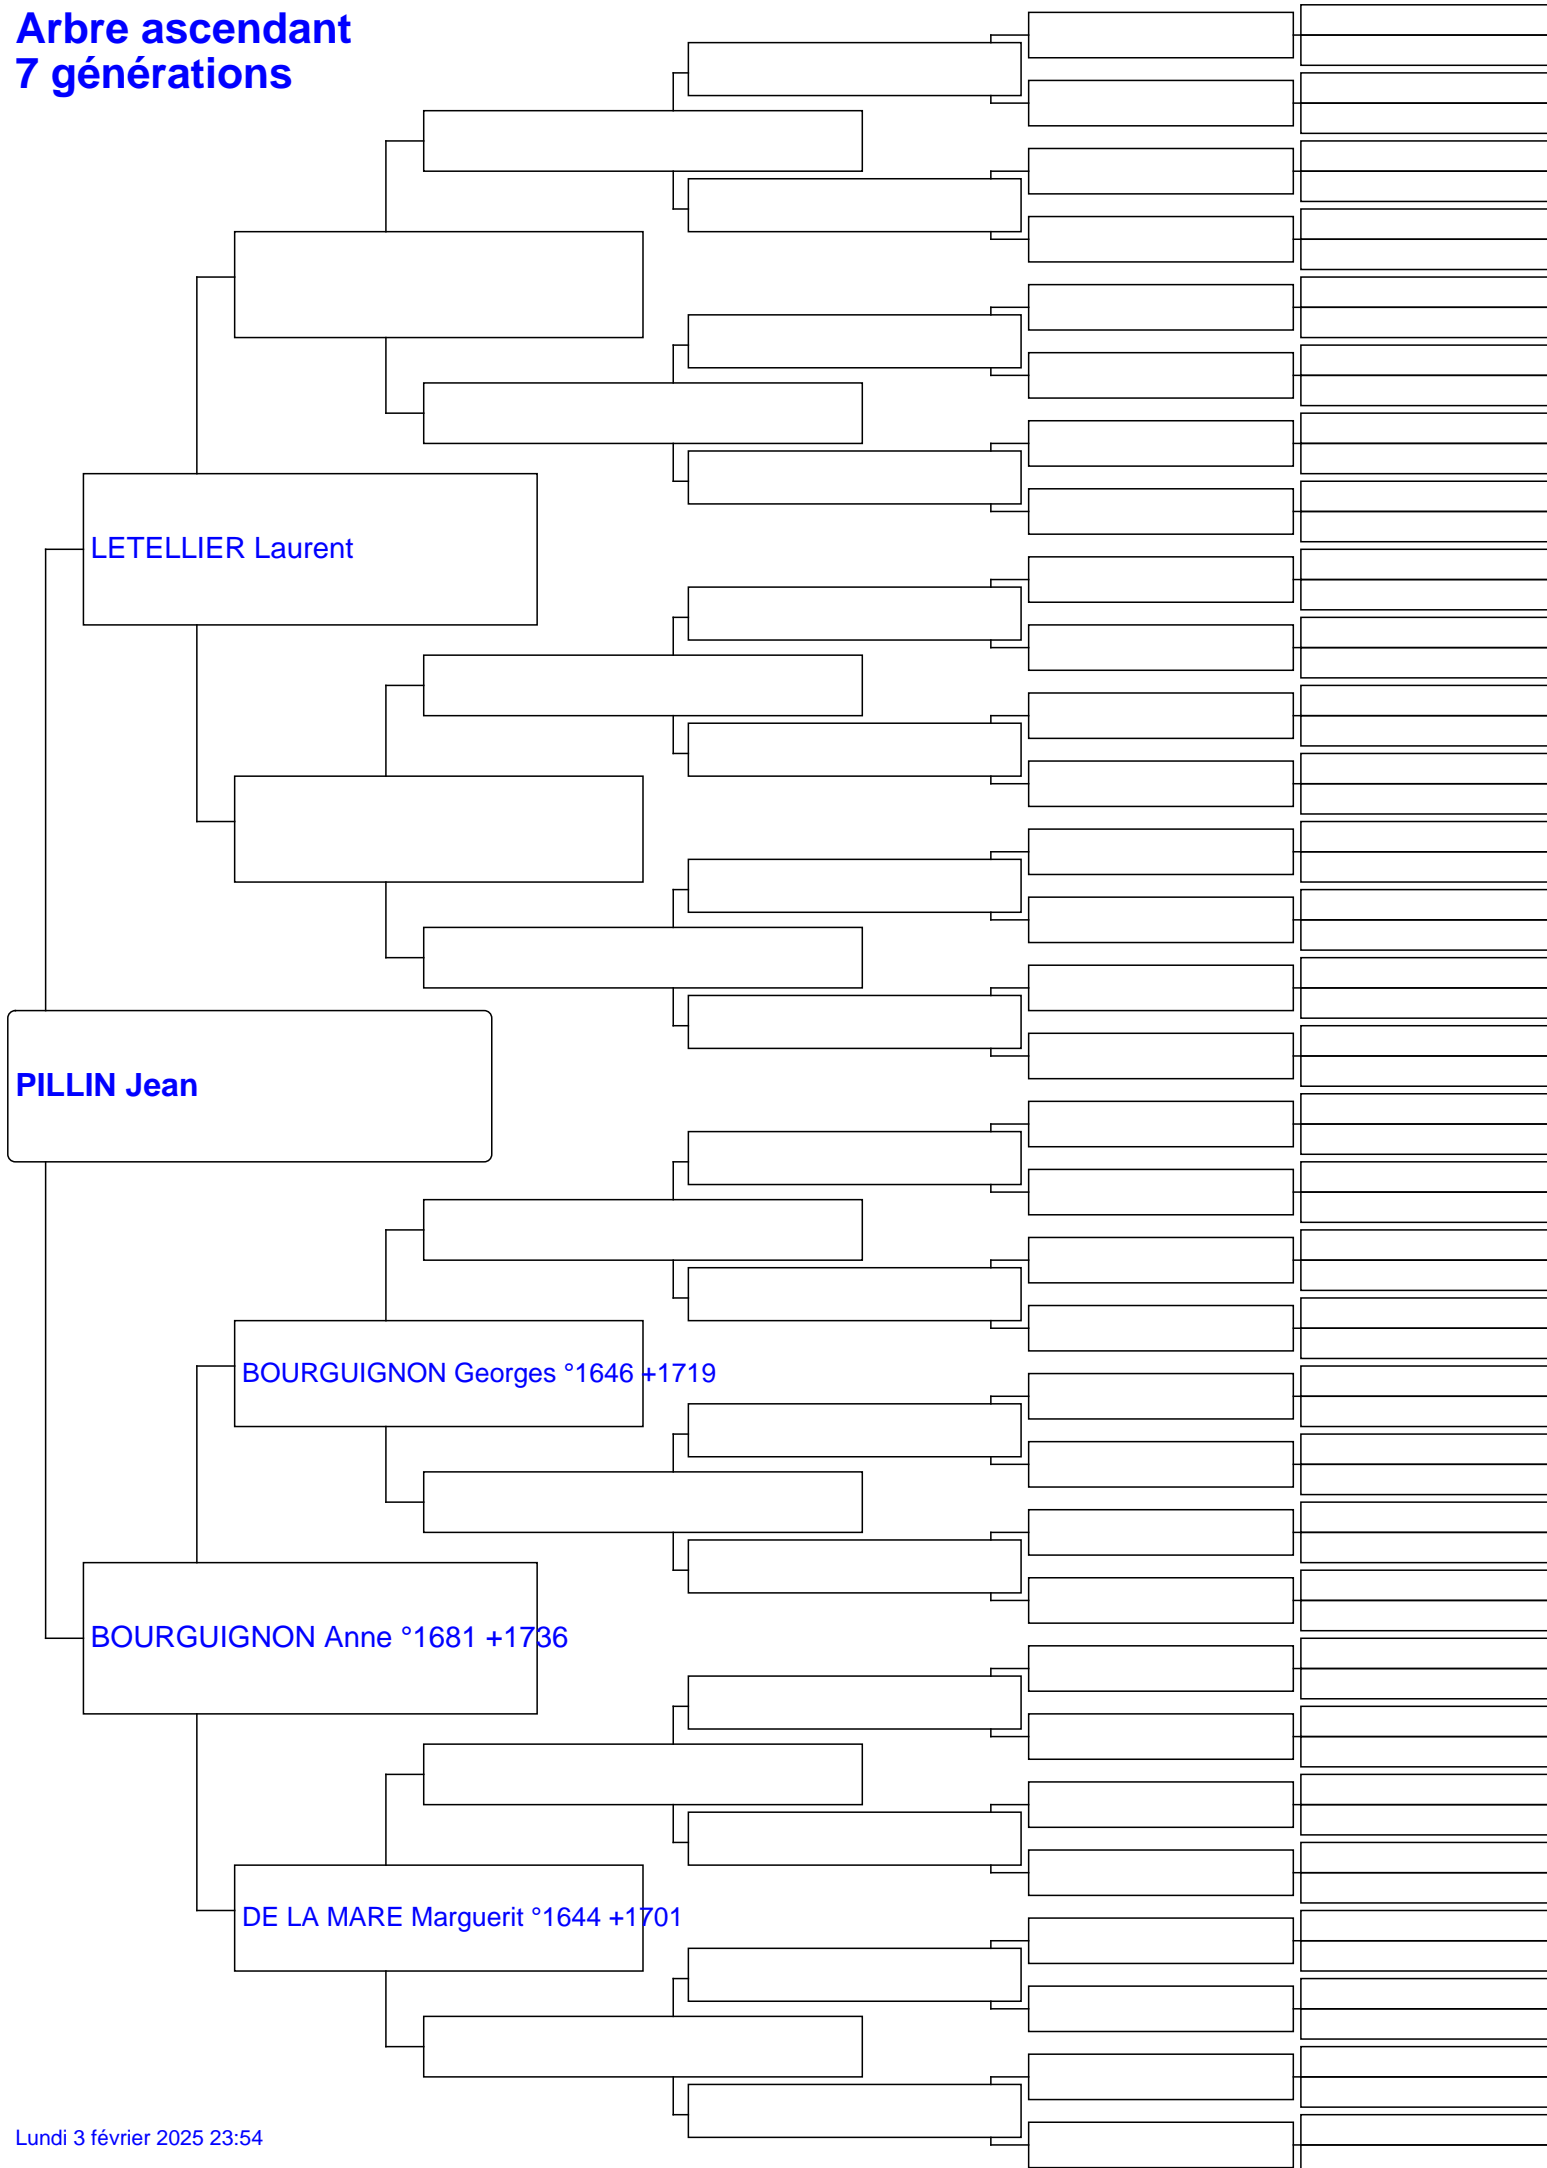 Arbre ascendant
7 générations
LETELLIER Laurent
PILLIN Jean
BOURGUIGNON Georges °1646 +1719
BOURGUIGNON Anne °1681 +1736
DE LA MARE Marguerit °1644 +1701
Lundi 3 février 2025 23:54